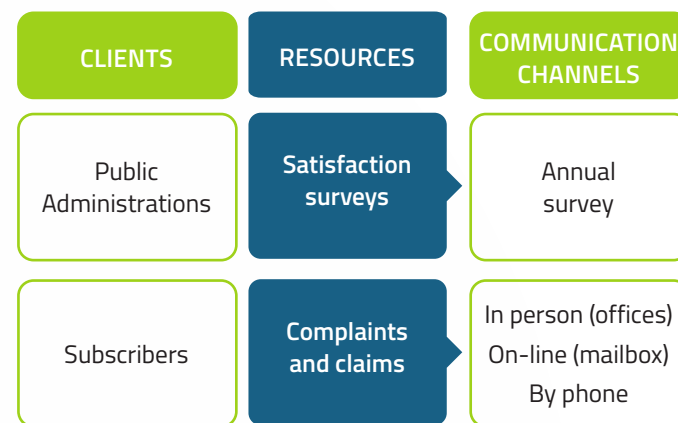 CLIENTS
RESOURCES
COMMUNICATION
CHANNELS
Public
Administrations
Satisfaction
surveys
Annual
survey
Subscribers
Complaints
and claims
In person (offices)
On-line (mailbox)
By phone